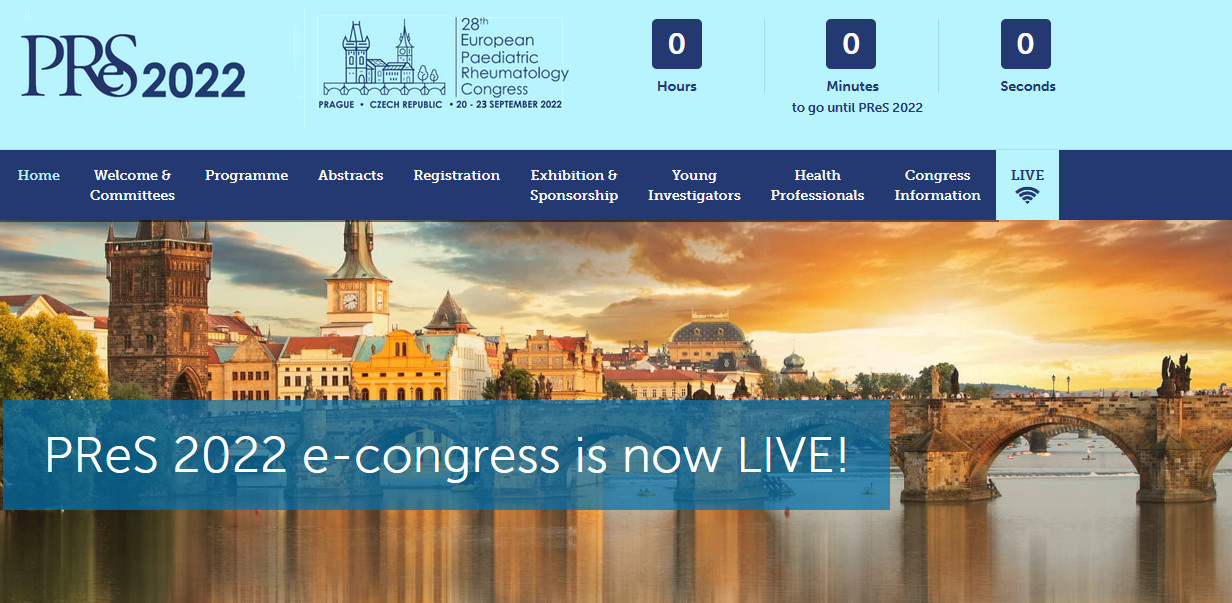 PReS 2022
28th
European
Paediatric
Rheumatology
Congress
PRAGUE • CZECH REPUBLIC • 20 - 23 SEPTEMBER 2022
0
Hours
0
Minutes
to go until PReS 2022
0
Seconds
Home
Welcome &
Committees
Programme
Abstracts
Registration
Exhibition &
Sponsorship
Young
Investigators
Health
Professionals
Congress
Information
LIVE
PReS 2022 e-congress is now LIVE!